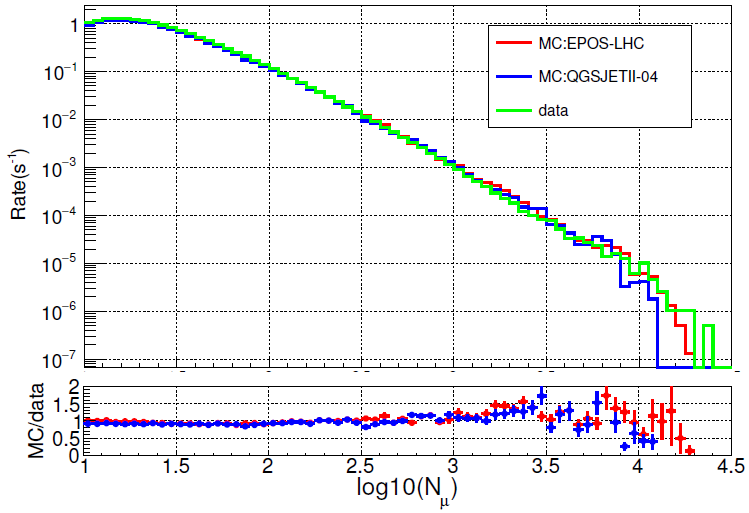 1
10⁻¹
10⁻²
10⁻³
10⁻⁴
10⁻⁵
10⁻⁶
10⁻⁷
Rate(s⁻¹)
MC:EPOS-LHC
MC:QGSJETII-04
data
2
1.5
1
0.5
0
MC/data
1 1.5 2 2.5 3 3.5 4 4.5
log10(N_μ)